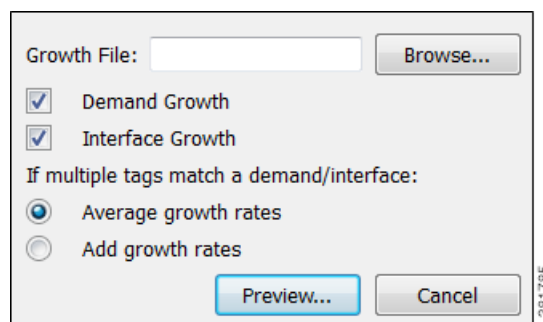 Growth File:
Browse...
Demand Growth
Interface Growth
If multiple tags match a demand/interface:
Average growth rates
Add growth rates
Preview...
Cancel